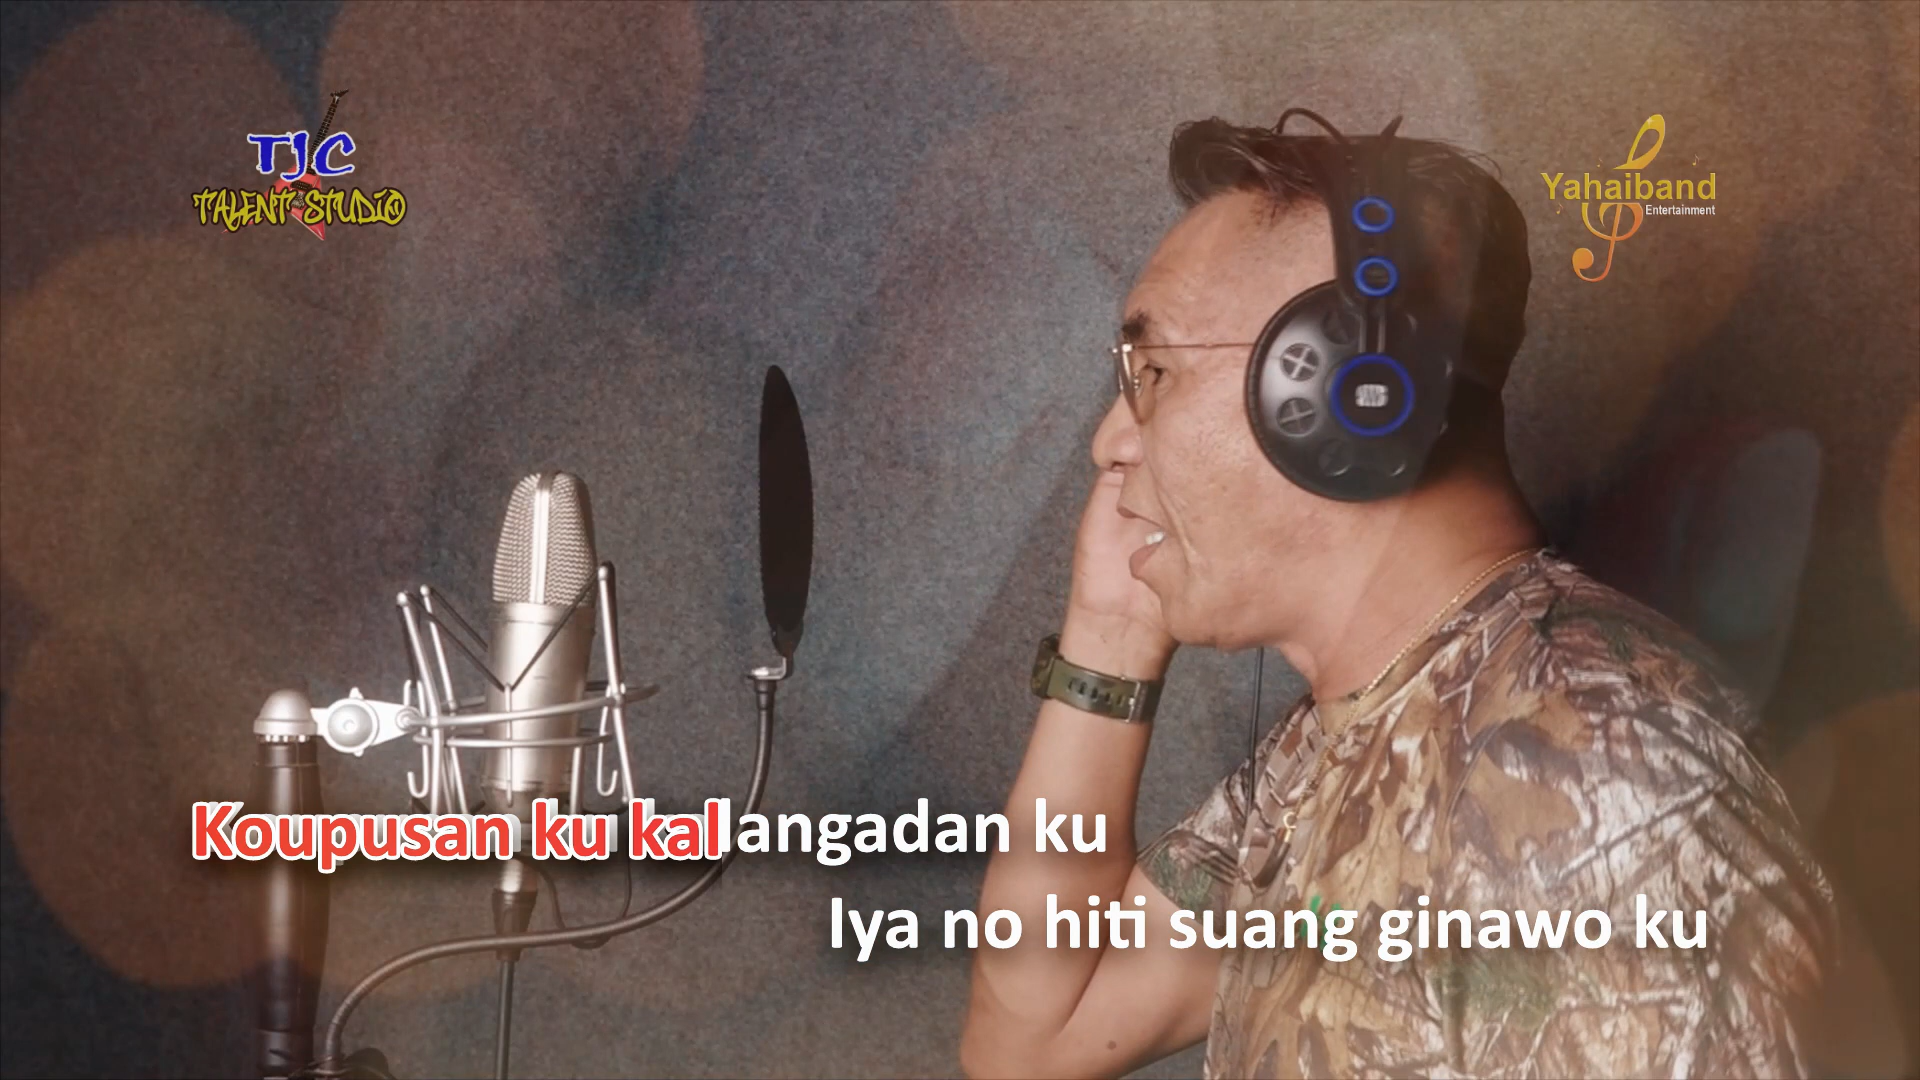 TJC
TALENT STUDIO
Yahaiband
Entertainment
Koupusan ku kalangadan ku
Iya no hiti suang ginawo ku